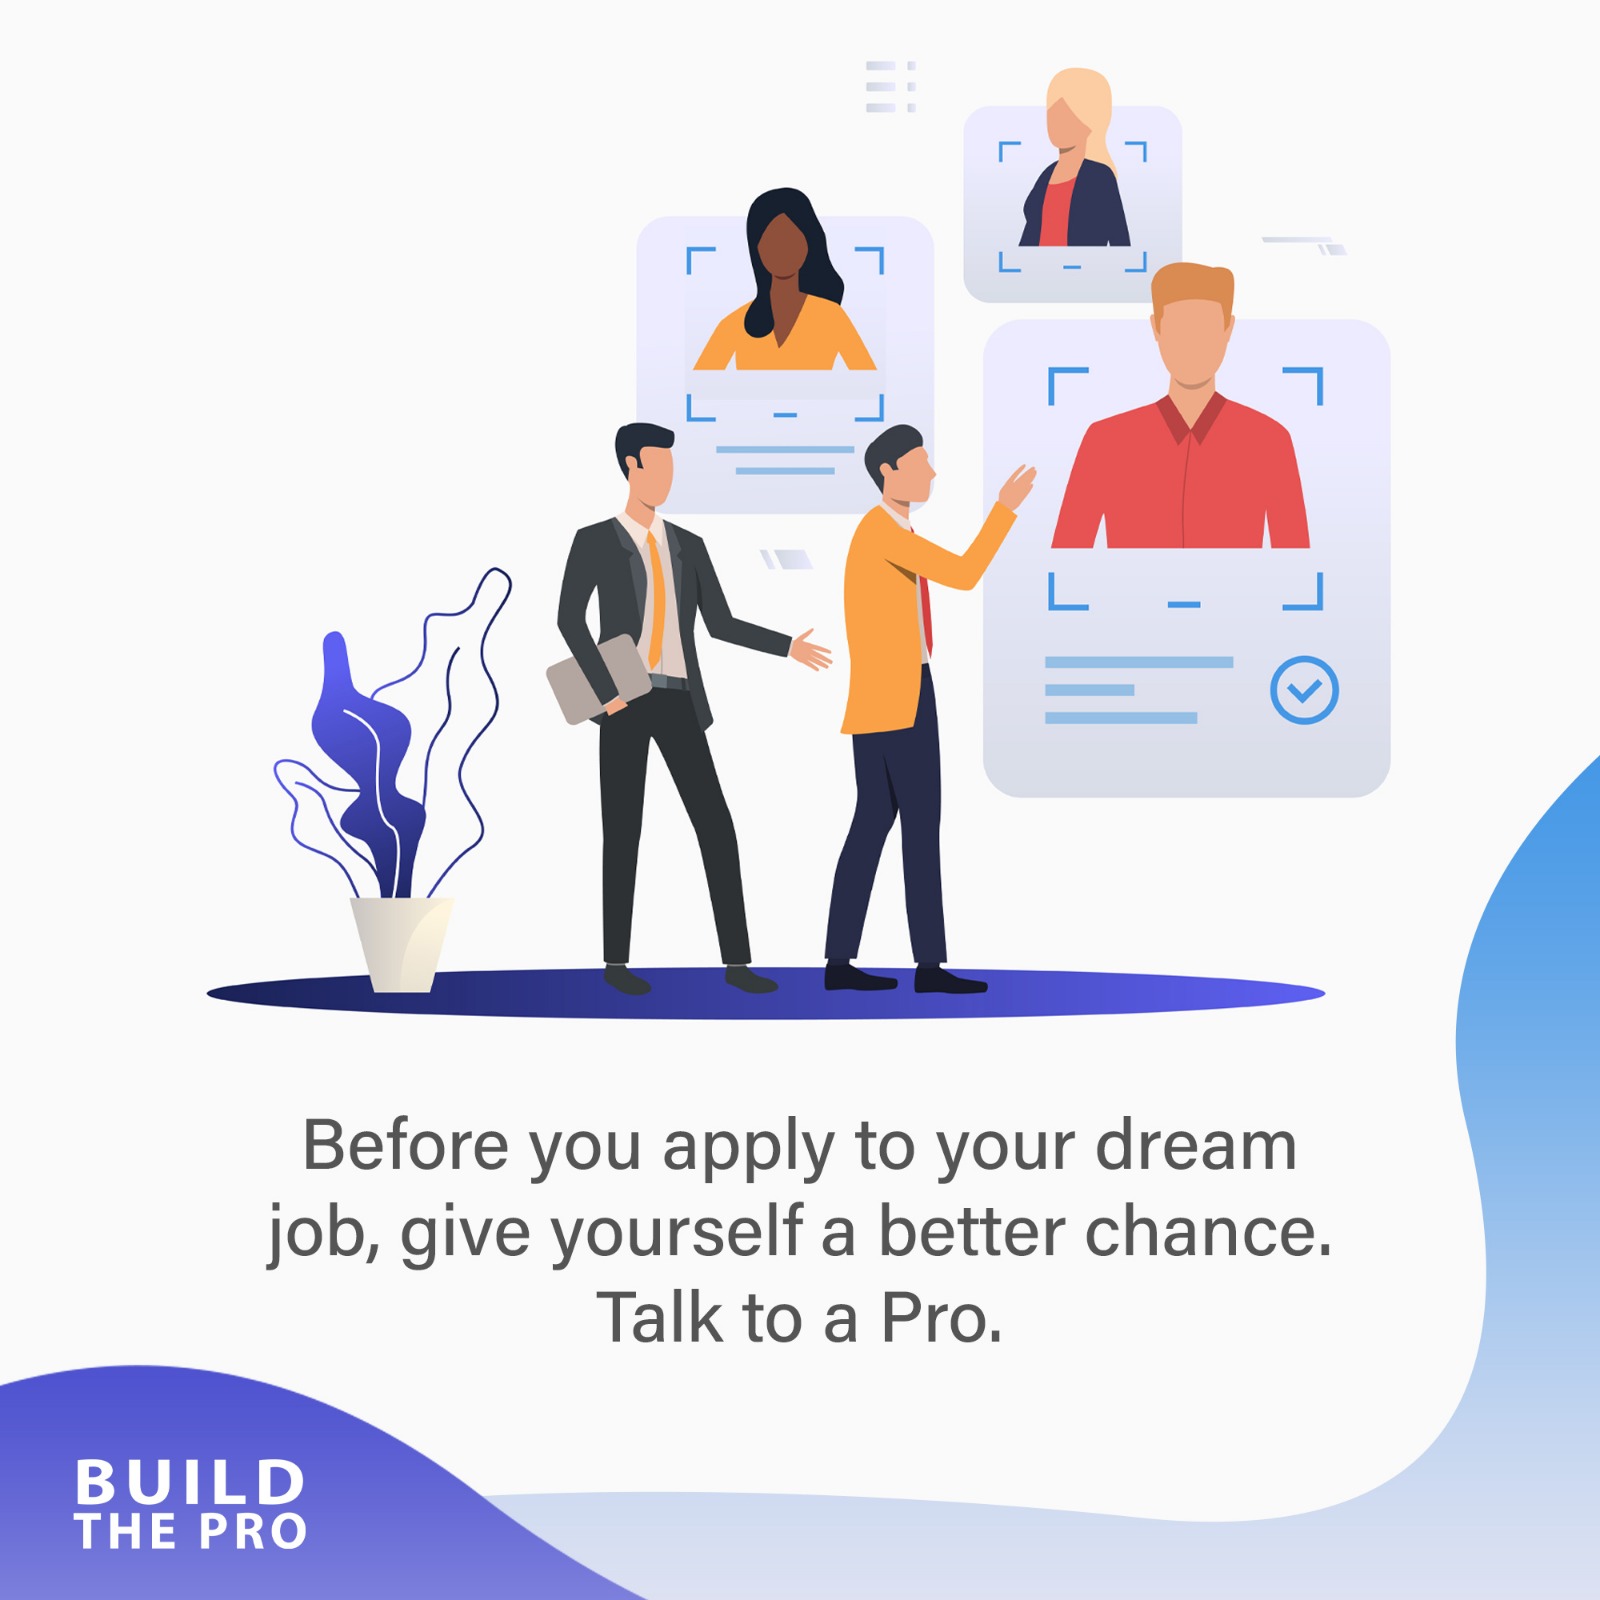 Before you apply to your dream
job, give yourself a better chance.
Talk to a Pro.
BUILD
THE PRO